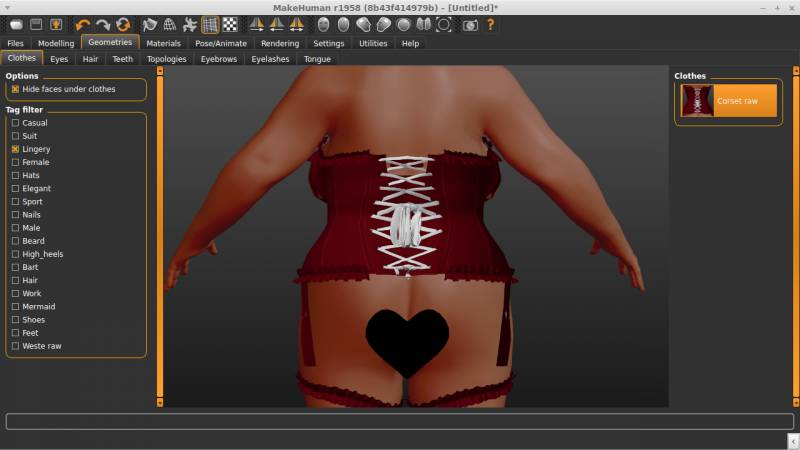 MakeHuman r1958 (8b43f414979b) - [Untitled]*
Files Modelling Geometries Materials Pose/Animate Rendering Settings Utilities Help
Clothes Eyes Hair Teeth Topologies Eyebrows Eyelashes Tongue
Options
Hide faces under clothes
Tag filter
Casual
Suit
Lingery
Female
Hats
Elegant
Sport
Nails
Male
Beard
High_heels
Bart
Hair
Work
Mermaid
Shoes
Feet
Weste raw
Clothes
Corset raw